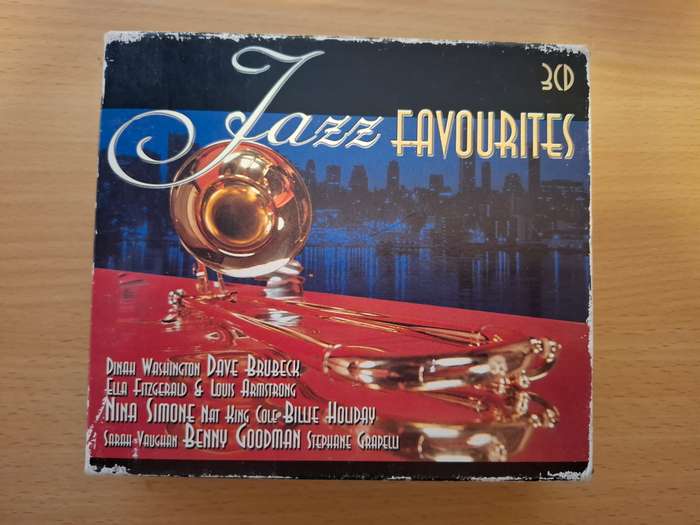 3CD
Jazz FAVOURITES
DINAH WASHINGTON DAVE BRUBECK
ELLA FITZGERALD & LOUIS ARMSTRONG
NINA SIMONE NAT KING COLE BILLIE HOLIDAY
SARAH VAUGHAN BENNY GOODMAN STEPHANE GRAPELLI